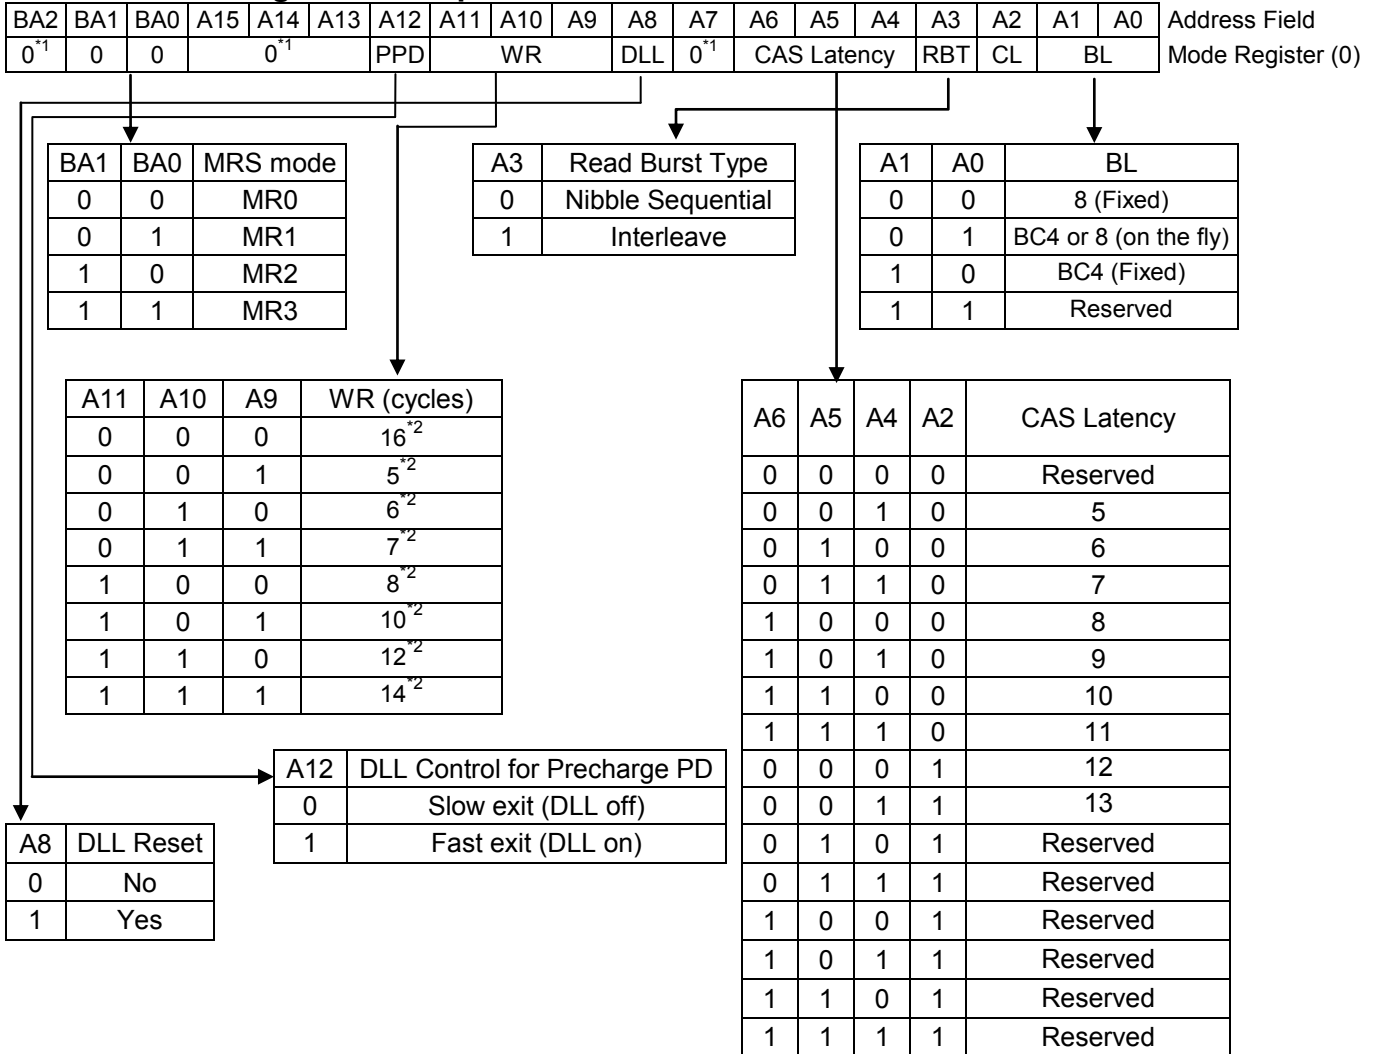 BA2 BA1 BA0 A15 A14 A13 A12 A11 A10 A9 A8 A7 A6 A5 A4 A3 A2 A1 A0 Address Field
0*1 0 0 0*1 PPD WR DLL 0*1 CAS Latency RBT CL BL Mode Register (0)
BA1 BA0 MRS mode
0 0 MR0
0 1 MR1
1 0 MR2
1 1 MR3
A3 Read Burst Type
0 Nibble Sequential
1 Interleave
A1 A0 BL
0 0 8 (Fixed)
0 1 BC4 or 8 (on the fly)
1 0 BC4 (Fixed)
1 1 Reserved
A11 A10 A9 WR (cycles)
0 0 0 16*2
0 0 1 5*2
0 1 0 6*2
0 1 1 7*2
1 0 0 8*2
1 0 1 10*2
1 1 0 12*2
1 1 1 14*2
A6 A5 A4 A2 CAS Latency
0 0 0 0 Reserved
0 0 1 0 5
0 1 0 0 6
0 1 1 0 7
1 0 0 0 8
1 0 1 0 9
1 1 0 0 10
1 1 1 0 11
0 0 0 1 12
0 0 1 1 13
0 1 0 1 Reserved
0 1 1 1 Reserved
1 0 0 1 Reserved
1 0 1 1 Reserved
1 1 0 1 Reserved
1 1 1 1 Reserved
A12 DLL Control for Precharge PD
0 Slow exit (DLL off)
1 Fast exit (DLL on)
A8 DLL Reset
0 No
1 Yes